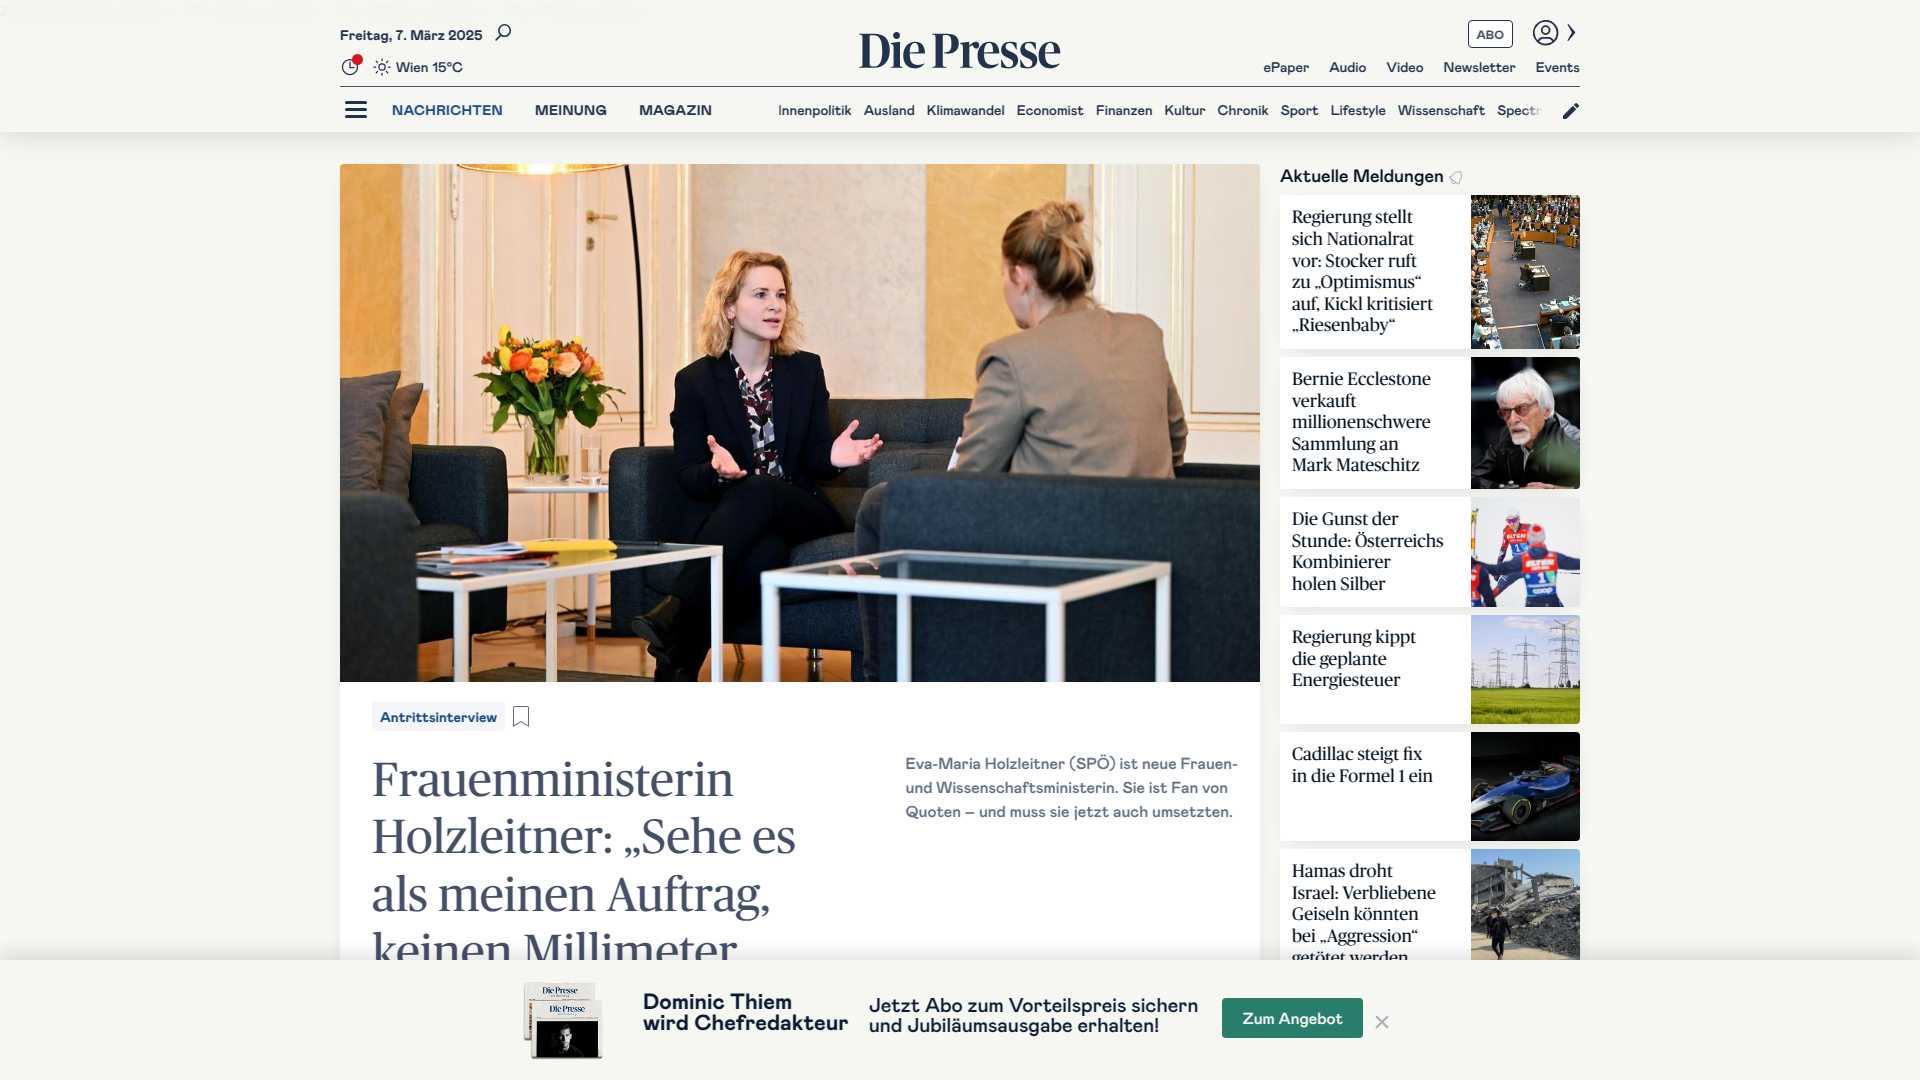 Freitag, 7. März 2025
Wien 15°C
Die Presse
ABO
ePaper Audio Video Newsletter Events
NACHRICHTEN MEINUNG MAGAZIN
Innenpolitik Ausland Klimawandel Economist Finanzen Kultur Chronik Sport Lifestyle Wissenschaft Spectr
Antrittsinterview
Frauenministerin
Holzleitner: „Sehe es
als meinen Auftrag,
keinen Millimeter
Eva-Maria Holzleitner (SPÖ) ist neue Frauen-
und Wissenschaftsministerin. Sie ist Fan von
Quoten – und muss sie jetzt auch umsetzten.
Aktuelle Meldungen
Regierung stellt
sich Nationalrat
vor: Stocker ruft
zu „Optimismus“
auf, Kickl kritisiert
„Riesenbaby“
Bernie Ecclestone
verkauft
millionenschwere
Sammlung an
Mark Mateschitz
Die Gunst der
Stunde: Österreichs
Kombinierer
holen Silber
Regierung kippt
die geplante
Energiesteuer
Cadillac steigt fix
in die Formel 1 ein
Hamas droht
Israel: Verbliebene
Geiseln könnten
bei „Aggression“
getötet werden
Die Presse
Die Presse
Dominic Thiem
wird Chefredakteur
Jetzt Abo zum Vorteilspreis sichern
und Jubiläumsausgabe erhalten!
Zum Angebot